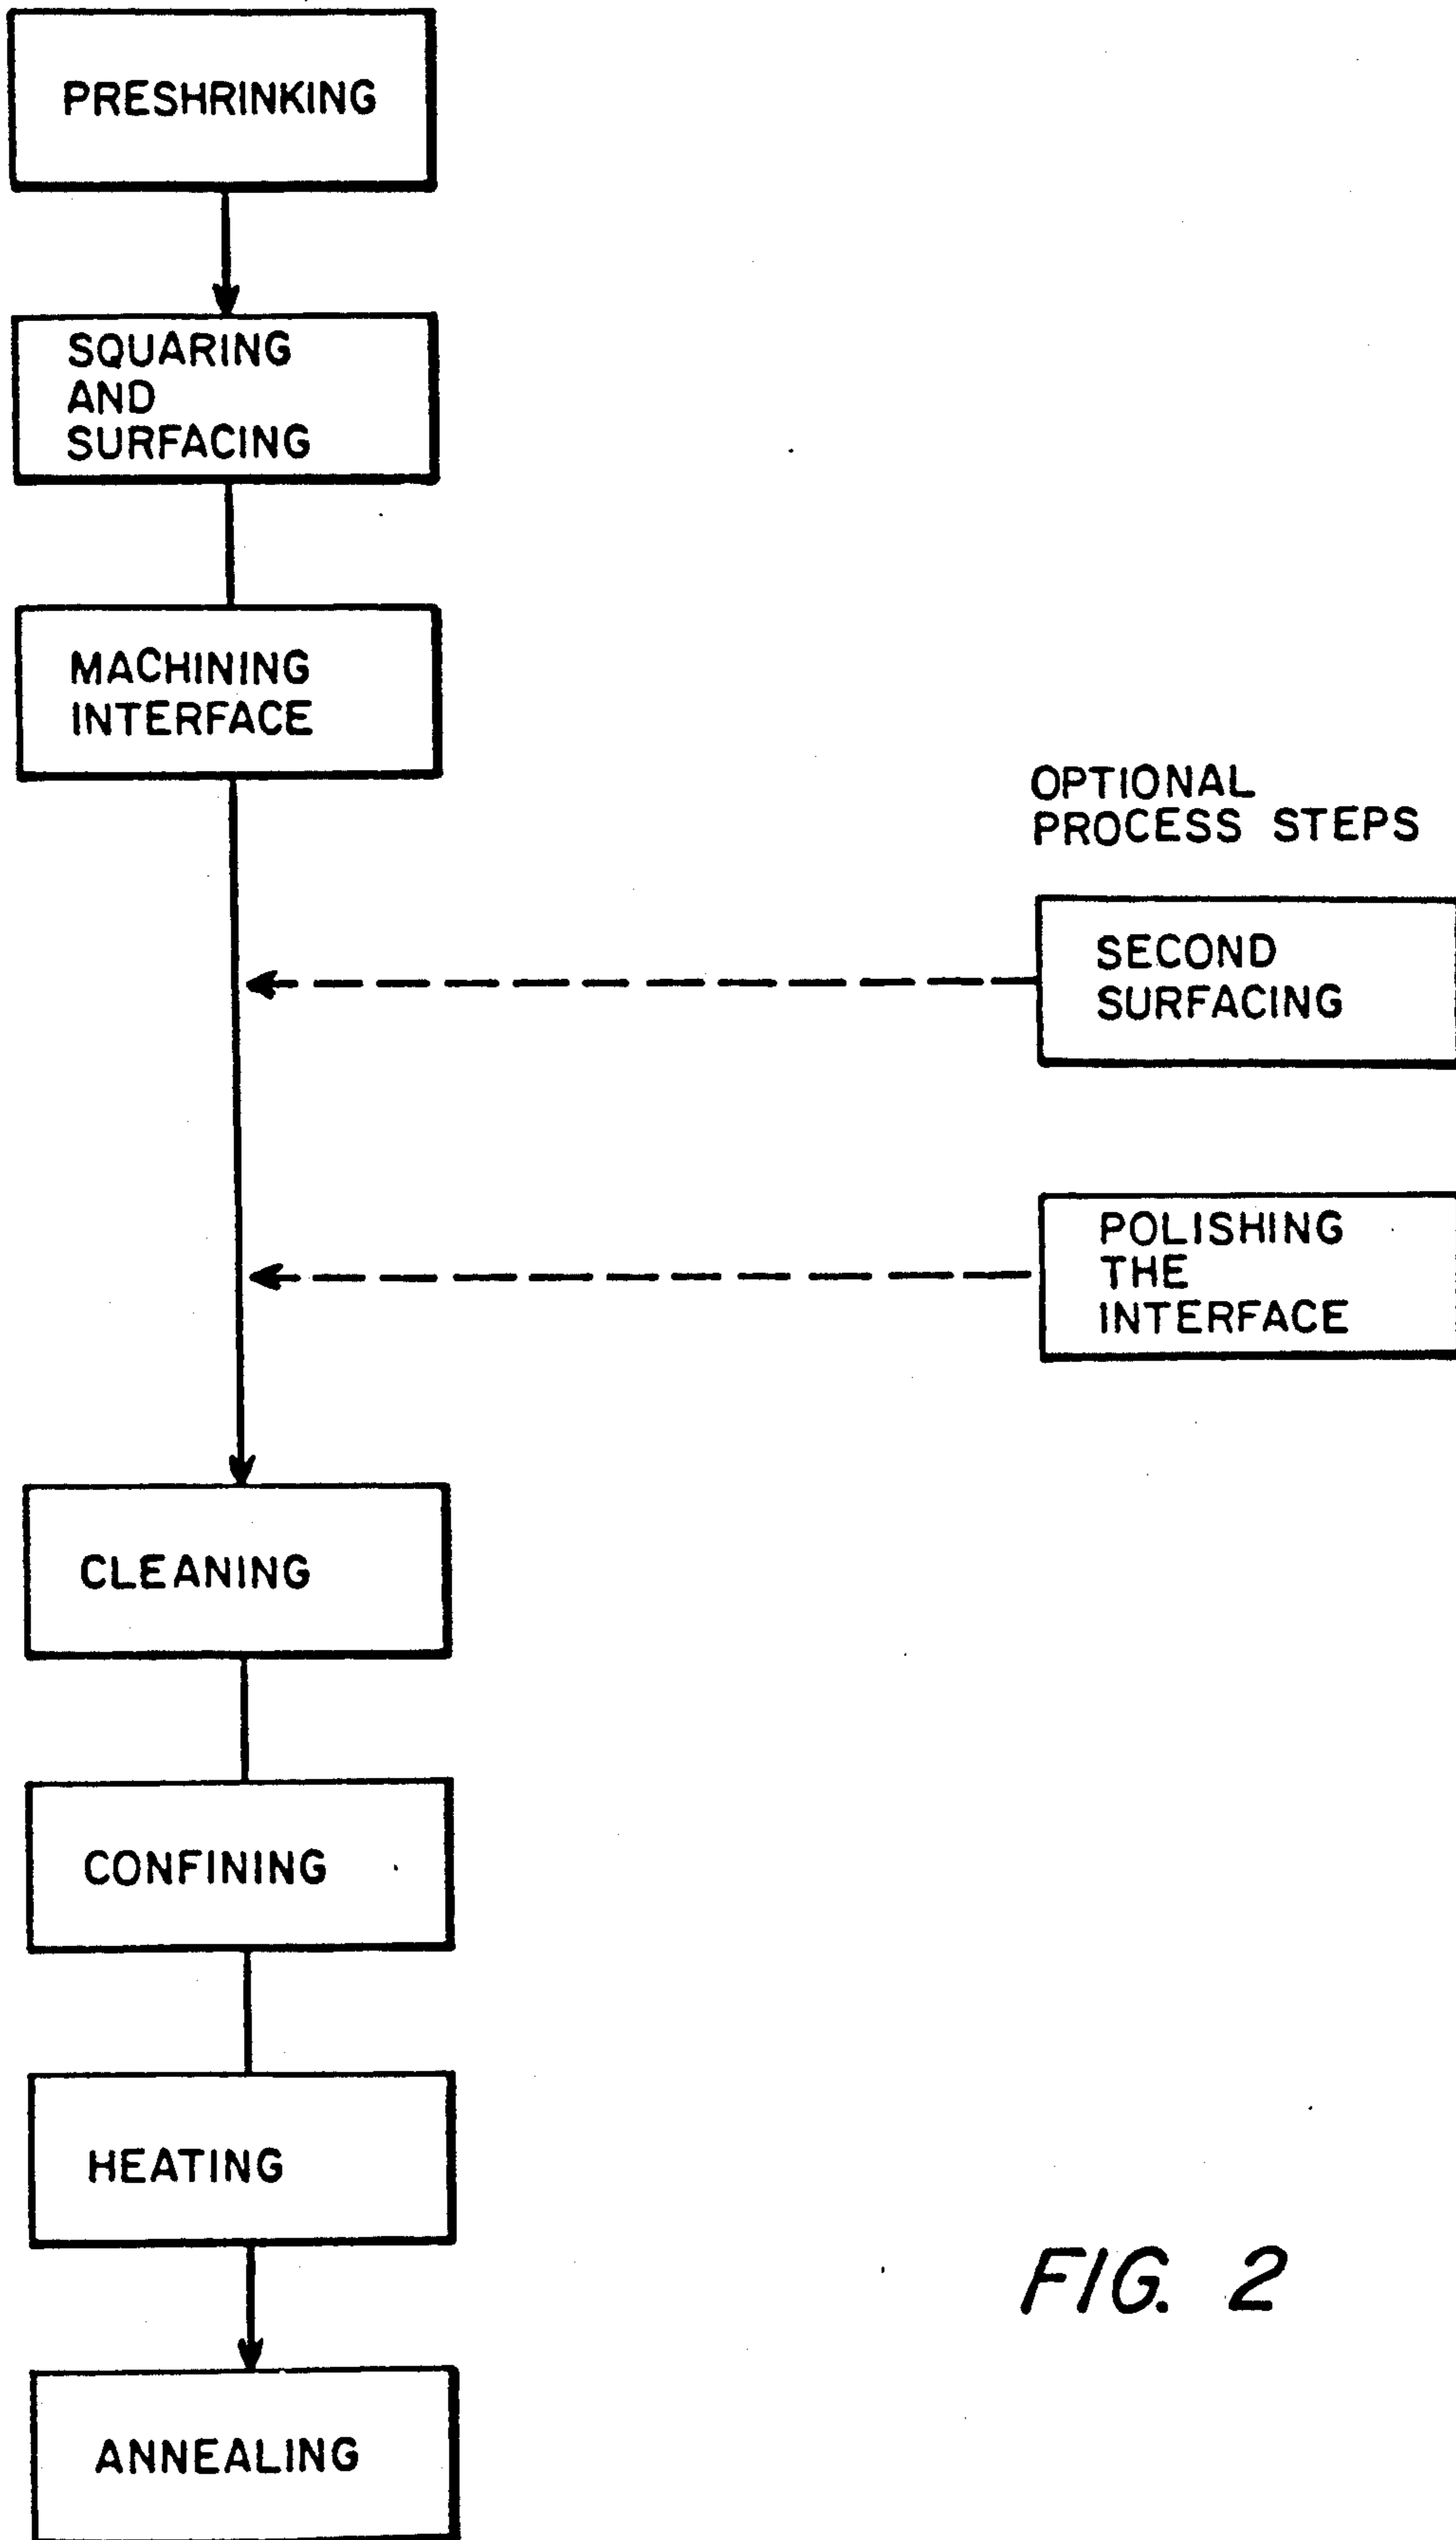 PRESHRINKING
SQUARING
AND
SURFACING
MACHINING
INTERFACE
OPTIONAL
PROCESS STEPS
SECOND
SURFACING
POLISHING
THE
INTERFACE
CLEANING
CONFINING
HEATING
ANNEALING
FIG. 2